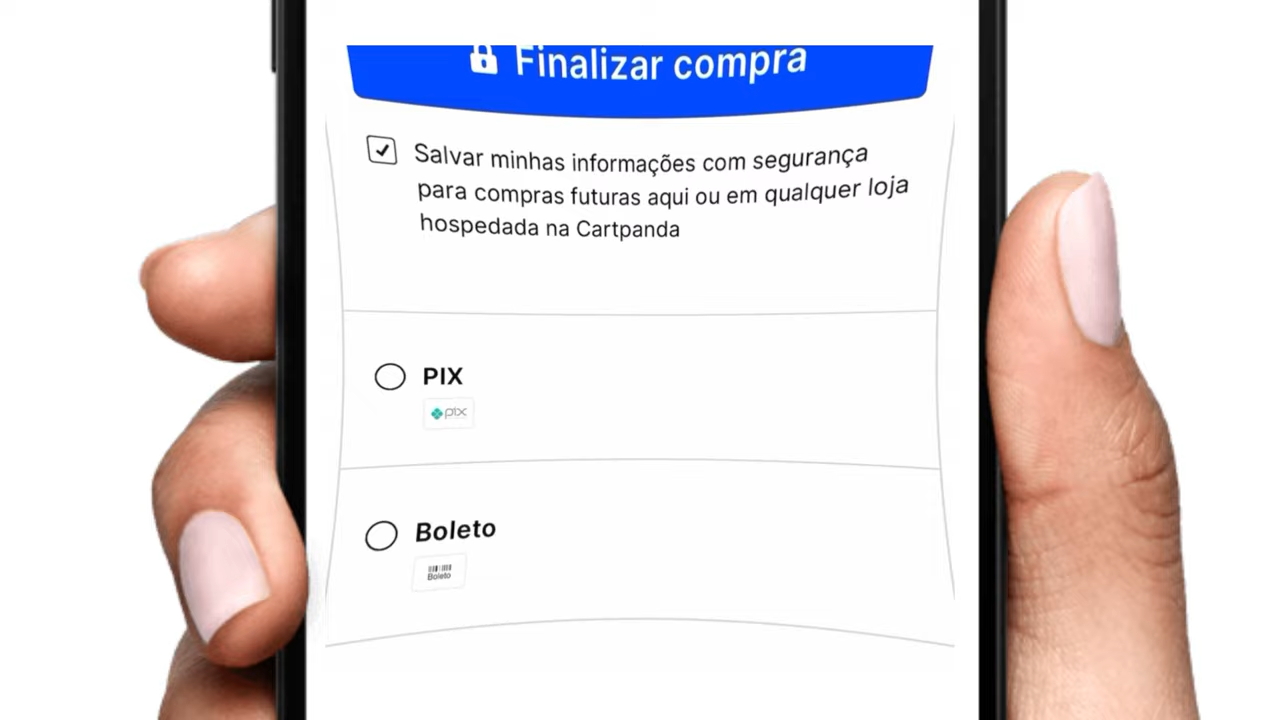 Finalizar compra
Salvar minhas informações com segurança
para compras futuras aqui ou em qualquer loja
hospedada na Cartpanda
PIX
pix
Boleto
Boleto